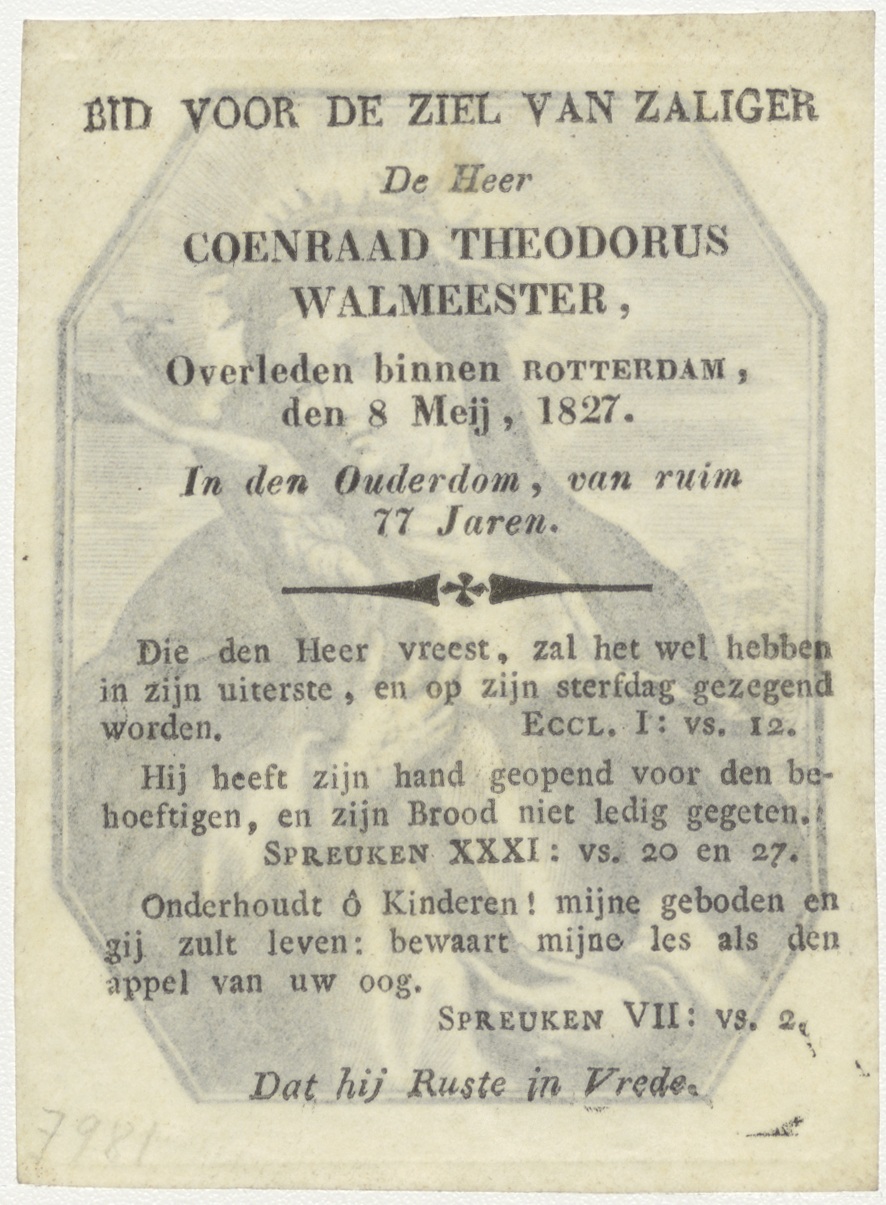 BID VOOR DE ZIEL VAN ZALIGER
De Heer
COENRAAD THEODORUS
WALMEESTER,
Overleden binnen ROTTERDAM,
den 8 Meij, 1827.
In den Ouderdom, van ruim
77 Jaren.
Die den Heer vreest, zal het wel hebben
in zijn uiterste, en op zijn sterfdag gezegend
worden. ECCL. I: vs. 12.
Hij heeft zijn hand geopend voor den be-
hoeftigen, en zijn Brood niet ledig gegeten.
SPREUKEN XXXI: vs. 20 en 27.
Onderhoudt ô Kinderen! mijne geboden en
gij zult leven: bewaart mijne les als den
appel van uw oog.
SPREUKEN VII: vs. 2.
Dat hij Ruste in Vrede.
7981